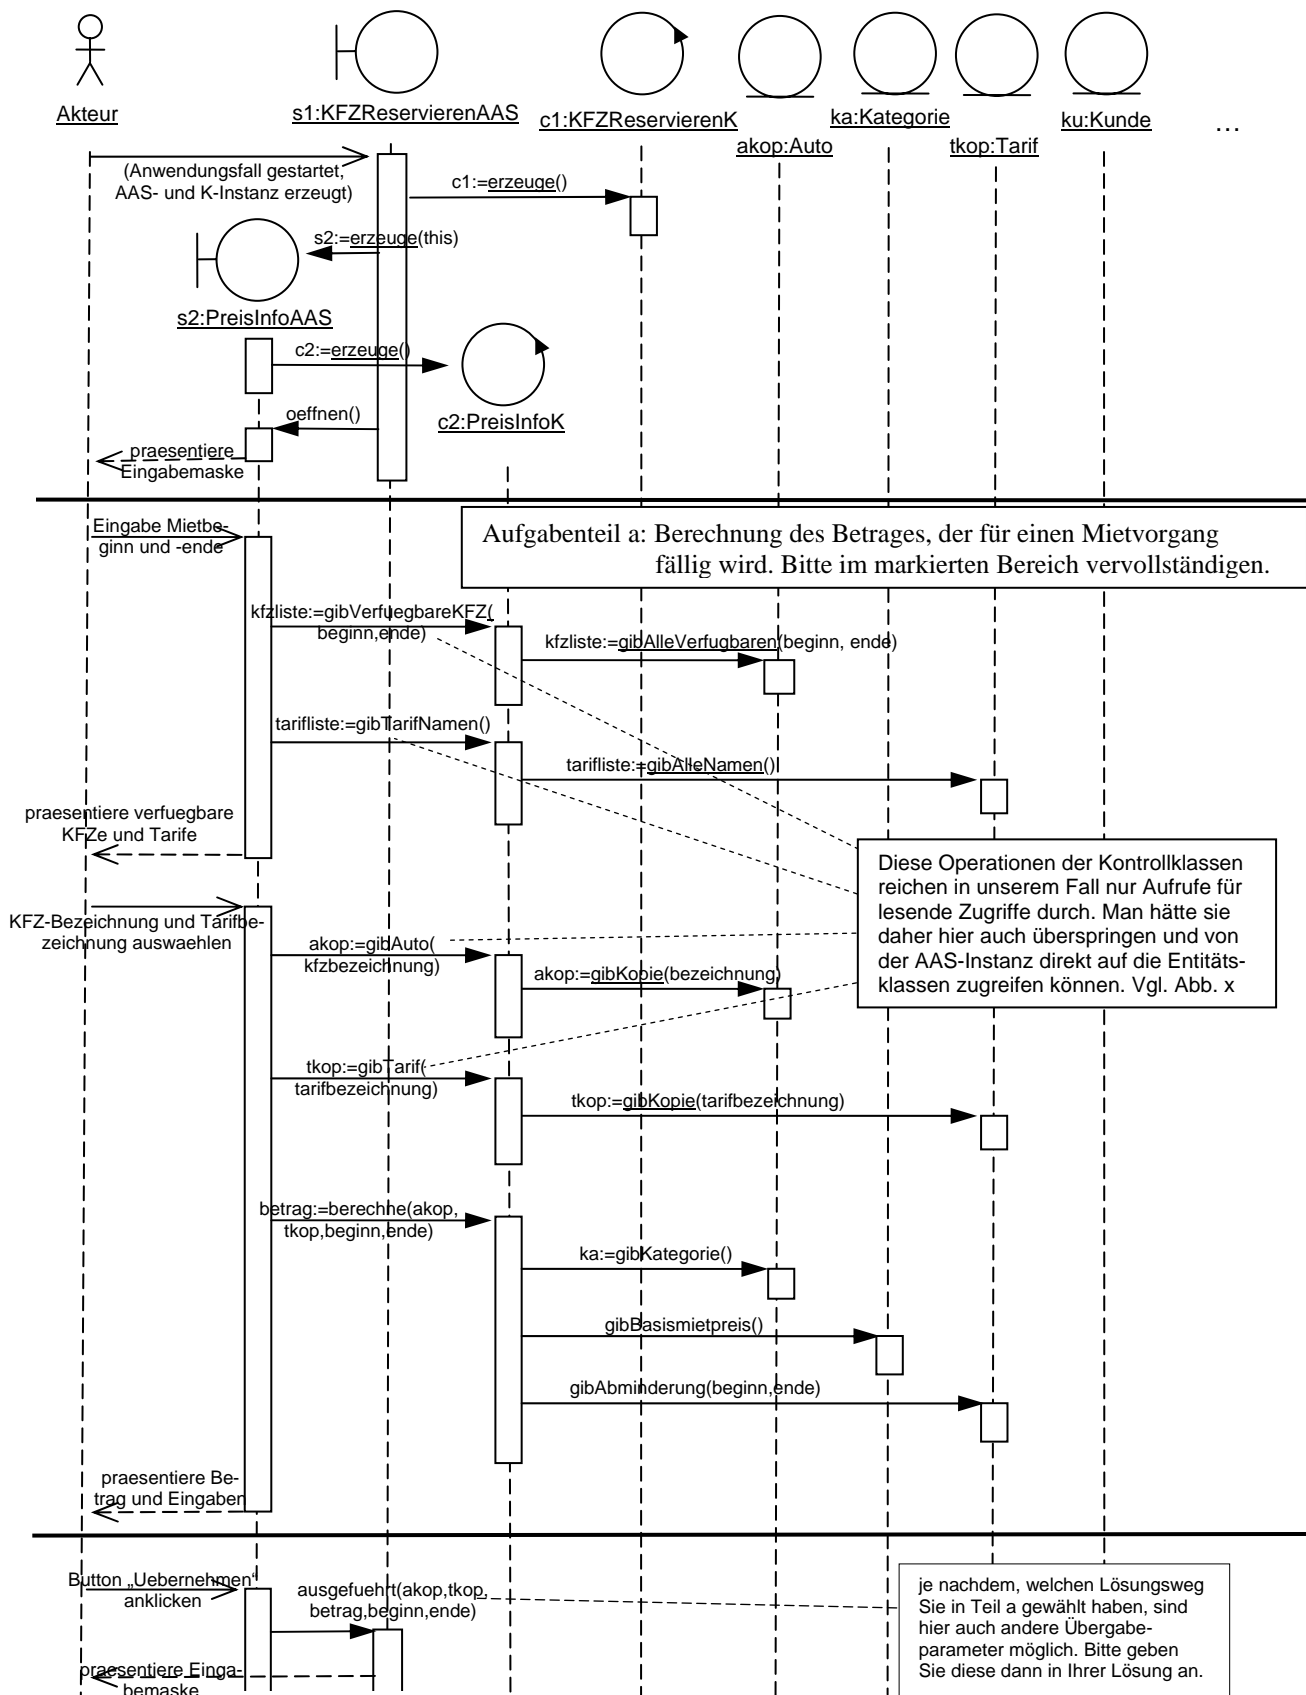 Akteur
s1:KFZReservierenAAS
c1:KFZReservierenK
akop:Auto
ka:Kategorie
tkop:Tarif
ku:Kunde
…
(Anwendungsfall gestartet,
AAS- und K-Instanz erzeugt)
c1:=erzeuge()
s2:=erzeuge(this)
s2:PreisInfoAAS
c2:=erzeuge()
c2:PreisInfoK
oeffnen()
praesentiere
Eingabemaske
Eingabe Mietbe-
ginn und -ende
Aufgabenteil a: Berechnung des Betrages, der für einen Mietvorgang
fällig wird. Bitte im markierten Bereich vervollständigen.
kfzliste:=gibVerfuegbareKFZ(
beginn,ende)
kfzliste:=gibAlleVerfugbaren(beginn, ende)
tarifliste:=gibTarifNamen()
tarifliste:=gibAlleNamen()
praesentiere verfuegbare
KFZe und Tarife
Diese Operationen der Kontrollklassen
reichen in unserem Fall nur Aufrufe für
lesende Zugriffe durch. Man hätte sie
daher hier auch überspringen und von
der AAS-Instanz direkt auf die Entitäts-
klassen zugreifen können. Vgl. Abb. x
KFZ-Bezeichnung und Tarifbe-
zeichnung auswaehlen
akop:=gibAuto(
kfzbezeichnung)
akop:=gibKopie(bezeichnung)
tkop:=gibTarif(
tarifbezeichnung)
tkop:=gibKopie(tarifbezeichnung)
betrag:=berechne(akop,
tkop,beginn,ende)
ka:=gibKategorie()
gibBasismietpreis()
gibAbminderung(beginn,ende)
praesentiere Be-
trag und Eingaben
Button „Uebernehmen“
anklicken
ausgefuehrt(akop,tkop,
betrag,beginn,ende)
je nachdem, welchen Lösungsweg
Sie in Teil a gewählt haben, sind
hier auch andere Übergabe-
parameter möglich. Bitte geben
Sie diese dann in Ihrer Lösung an.
praesentiere Einga-
bemaske